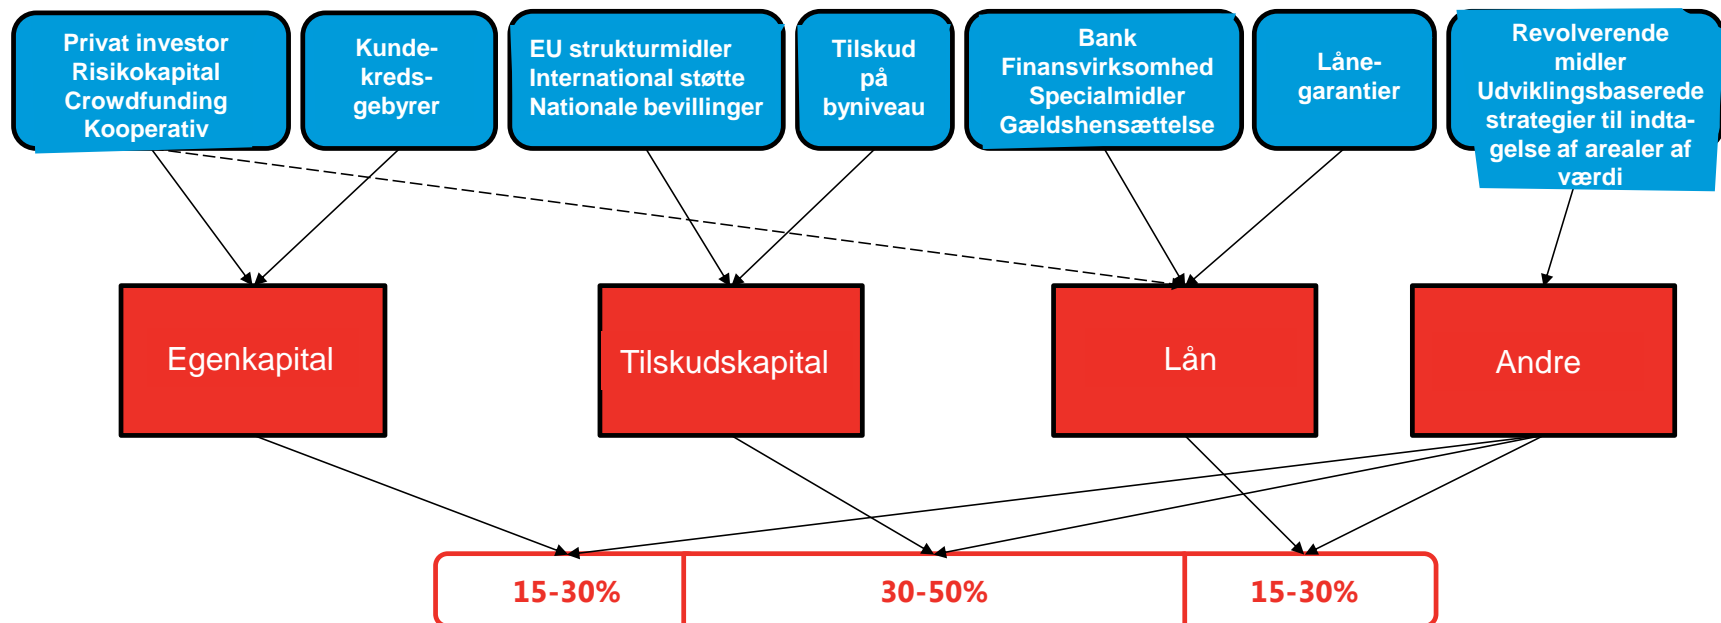 Privat investor
Risikokapital
Crowdfunding
Kooperativ
Kunde-
kreds-
gebyrer
EU strukturmidler
International støtte
Nationale bevillinger
Tilskud
på
byniveau
Bank
Finansvirksomhed
Specialmidler
Gældshensættelse
Låne-
garantier
Revolverende
midler
Udviklingsbaserede
strategier til indta-
gelse af arealer af
værdi
Egenkapital
Tilskudskapital
Lån
Andre
15-30%
30-50%
15-30%